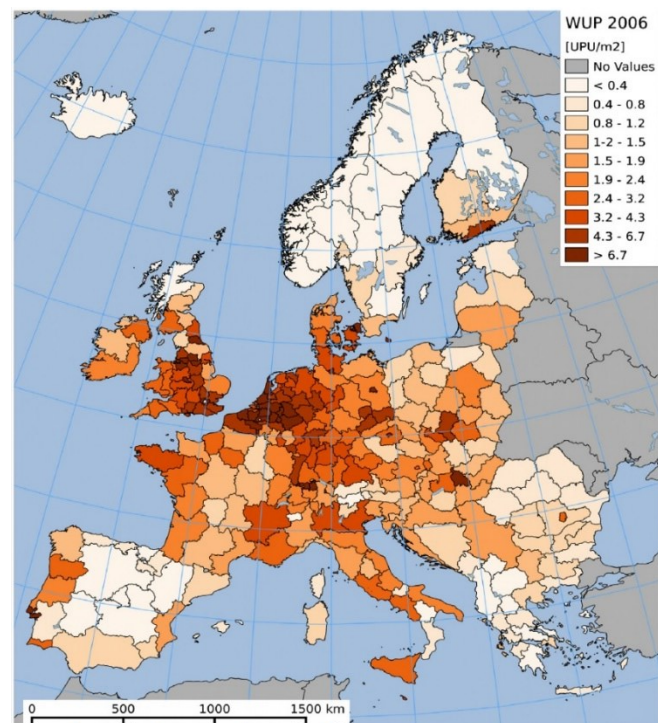 WUP 2006
[UPU/m2]
No Values
< 0.4
0.4 - 0.8
0.8 - 1.2
1-2 - 1.5
1.5 - 1.9
1.9 - 2.4
2.4 - 3.2
3.2 - 4.3
4.3 - 6.7
> 6.7
0 500 1000 1500 km